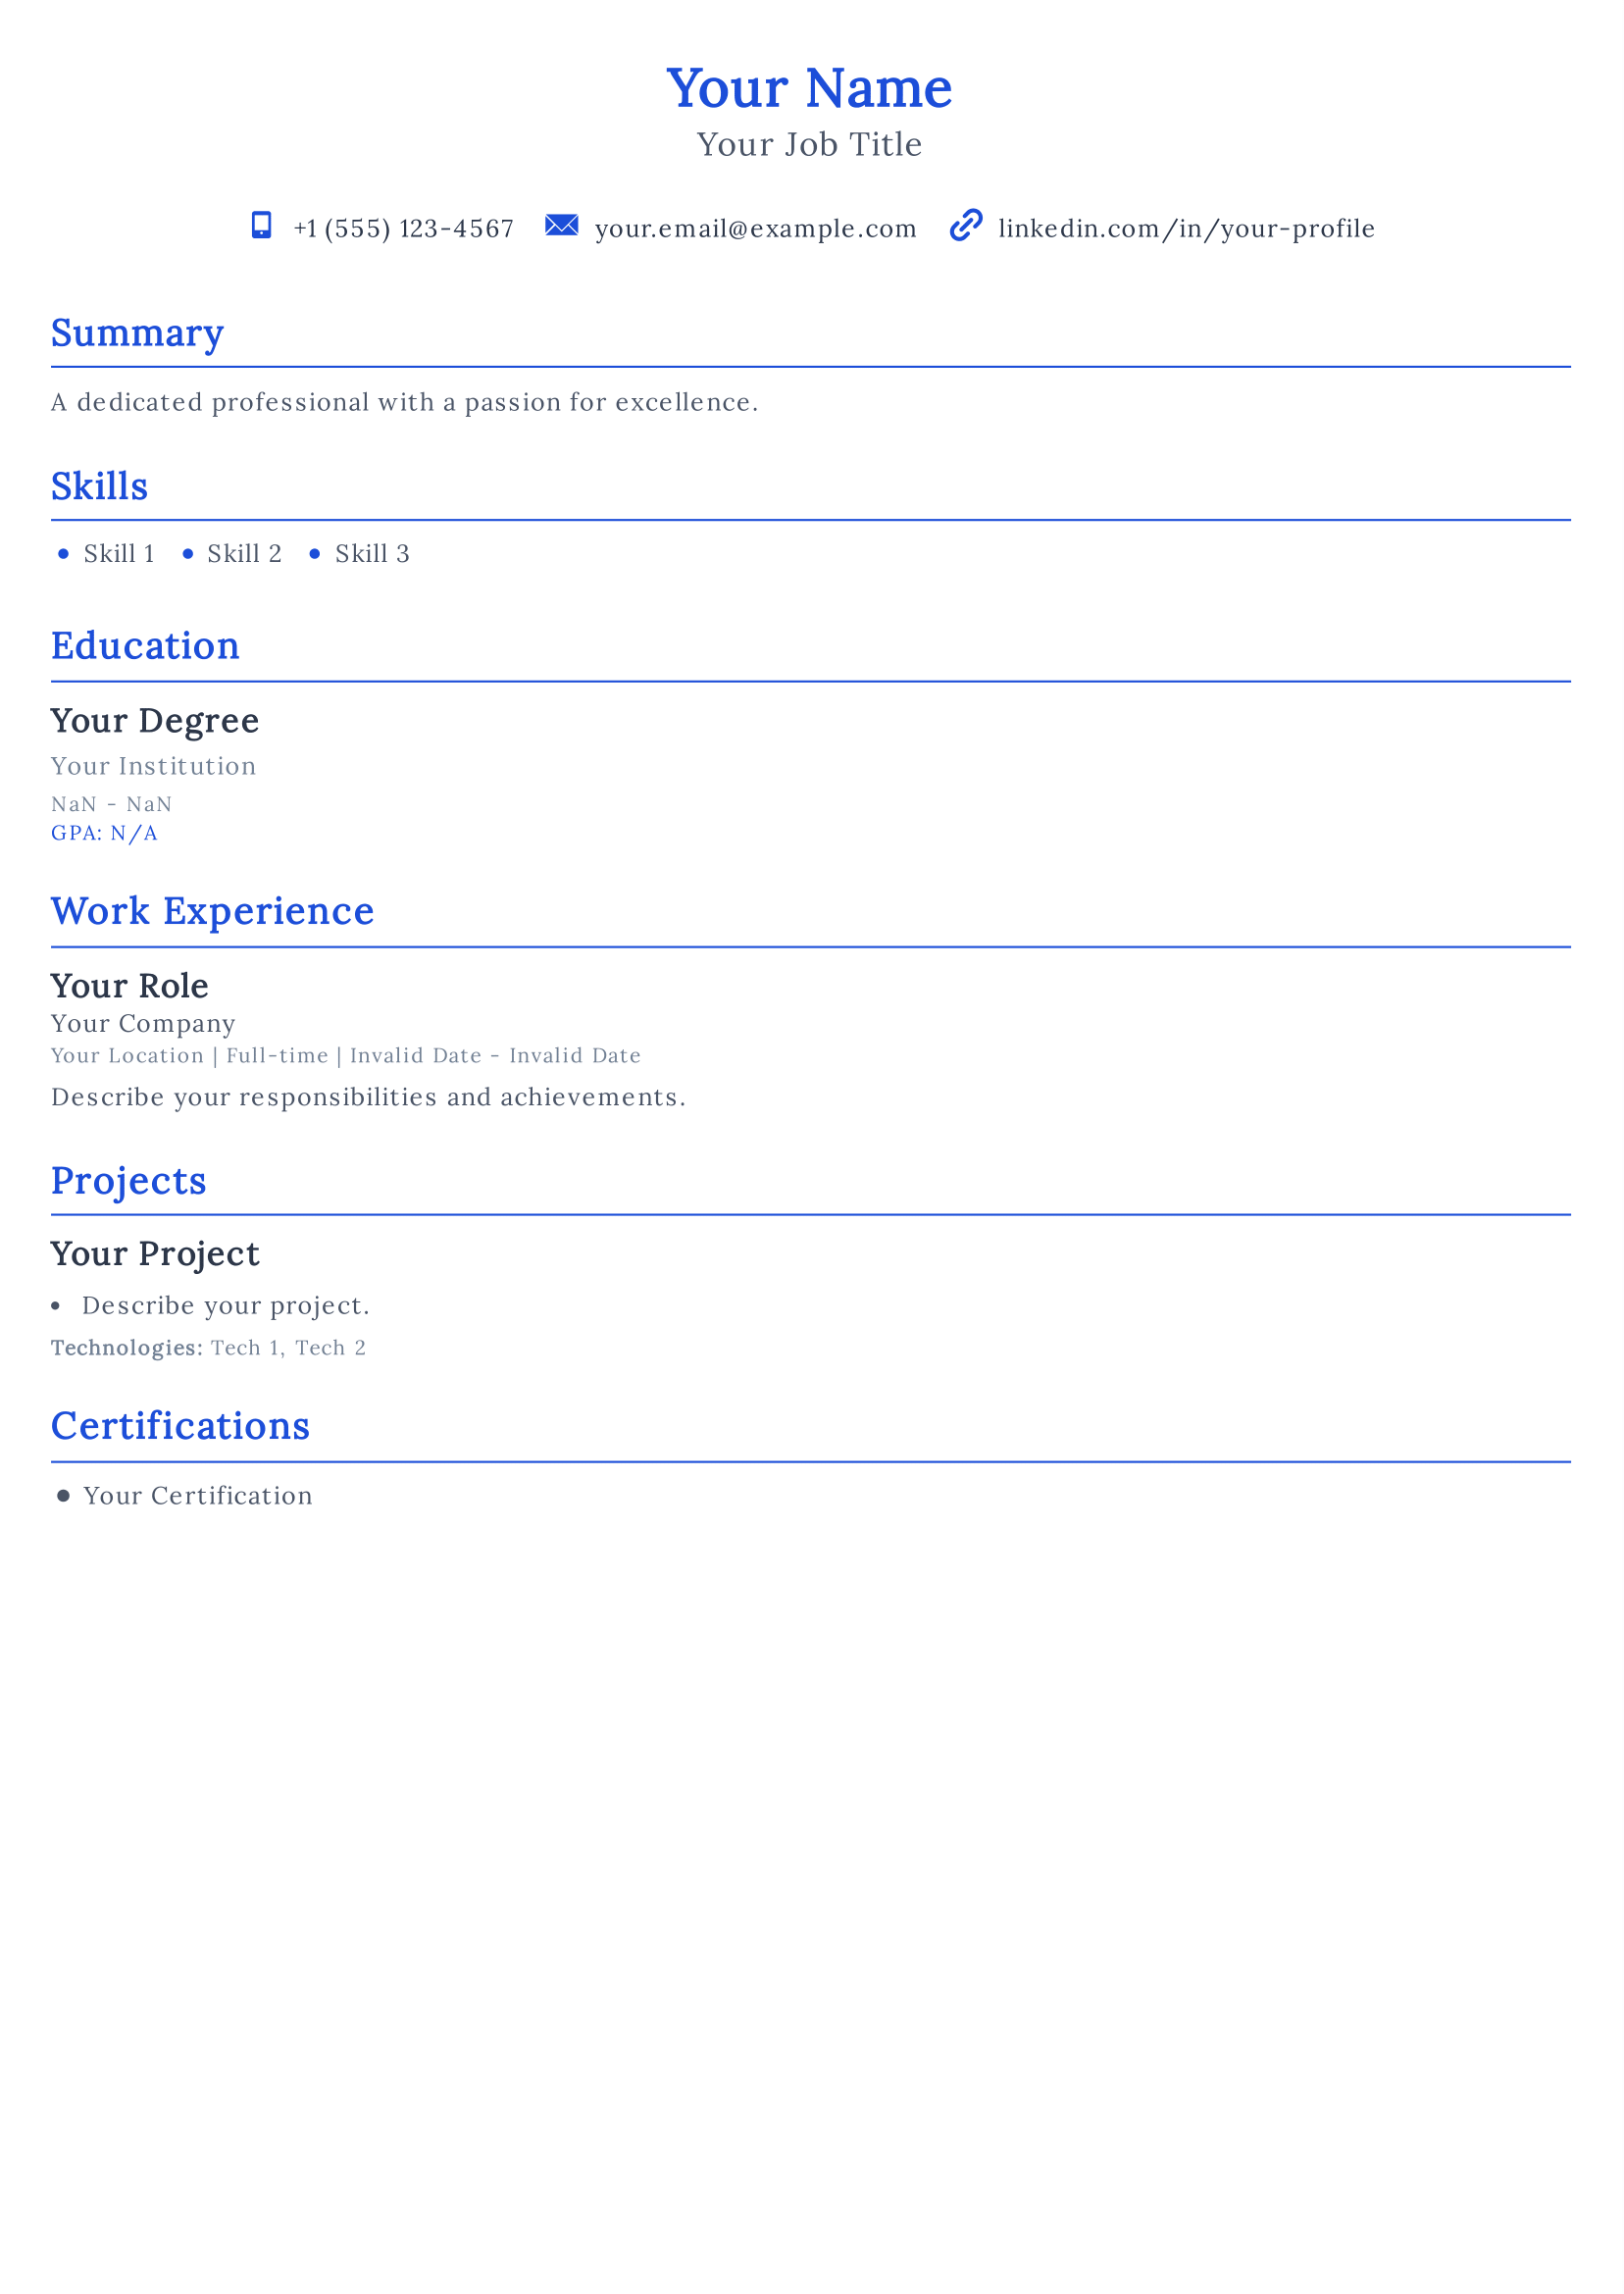 Your Name
Your Job Title
+1 (555) 123-4567 your.email@example.com linkedin.com/in/your-profile
Summary
A dedicated professional with a passion for excellence.
Skills
• Skill 1 • Skill 2 • Skill 3
Education
Your Degree
Your Institution
NaN - NaN
GPA: N/A
Work Experience
Your Role
Your Company
Your Location | Full-time | Invalid Date - Invalid Date
Describe your responsibilities and achievements.
Projects
Your Project
• Describe your project.
Technologies: Tech 1, Tech 2
Certifications
• Your Certification